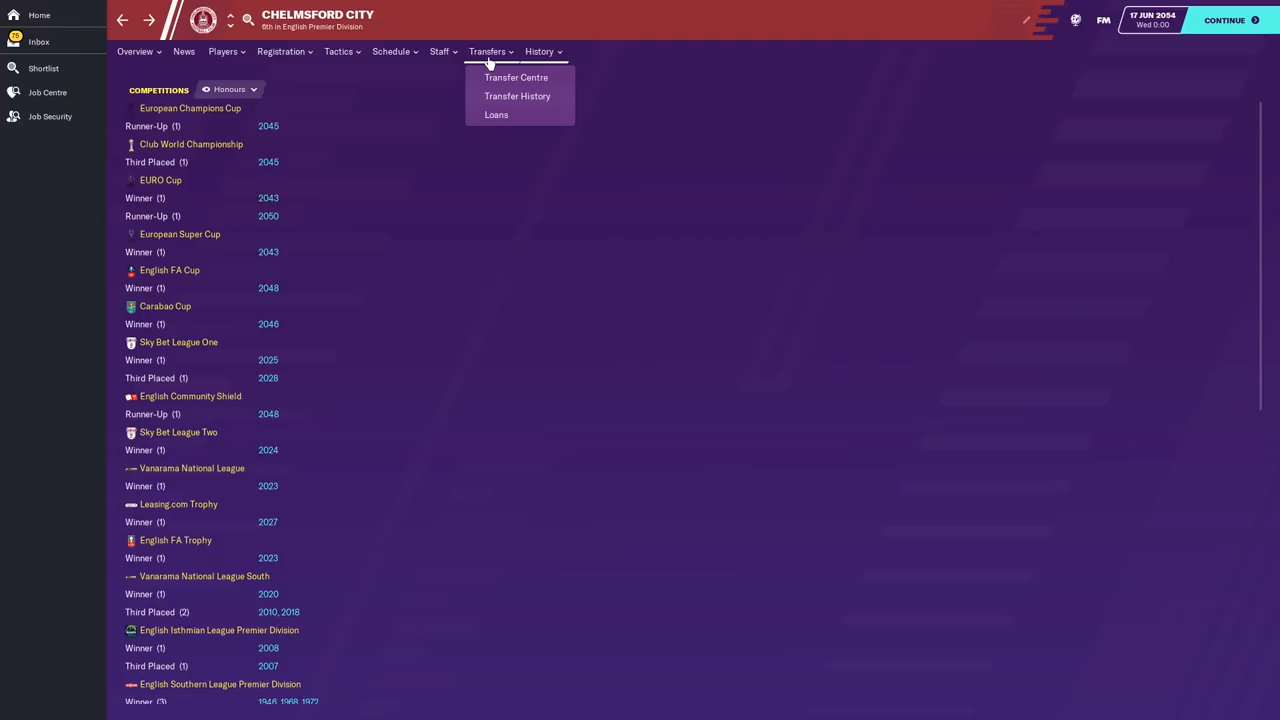 Home
75
Inbox
Shortlist
Job Centre
Job Security
CHELMSFORD CITY
6th in English Premier Division
FM
17 JUN 2054
Wed 0:00
CONTINUE
Overview
News
Players
Registration
Tactics
Schedule
Staff
Transfers
History
Transfer Centre
Transfer History
Loans
COMPETITIONS
Honours
European Champions Cup
Runner-Up (1) 2045
Club World Championship
Third Placed (1) 2045
EURO Cup
Winner (1) 2043
Runner-Up (1) 2050
European Super Cup
Winner (1) 2043
English FA Cup
Winner (1) 2048
Carabao Cup
Winner (1) 2046
Sky Bet League One
Winner (1) 2025
Third Placed (1) 2028
English Community Shield
Runner-Up (1) 2048
Sky Bet League Two
Winner (1) 2024
Vanarama National League
Winner (1) 2023
Leasing.com Trophy
Winner (1) 2027
English FA Trophy
Winner (1) 2023
Vanarama National League South
Winner (1) 2020
Third Placed (2) 2010, 2018
English Isthmian League Premier Division
Winner (1) 2008
Third Placed (1) 2007
English Southern League Premier Division
Winner (3) 1946, 1968, 1972